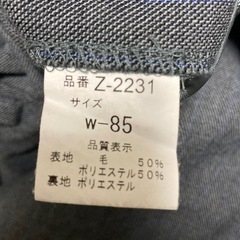 品番 Z-2231
サイズ
W-85
品質表示
表地 毛 50%
ポリエステル50%
裏地 ポリエステル